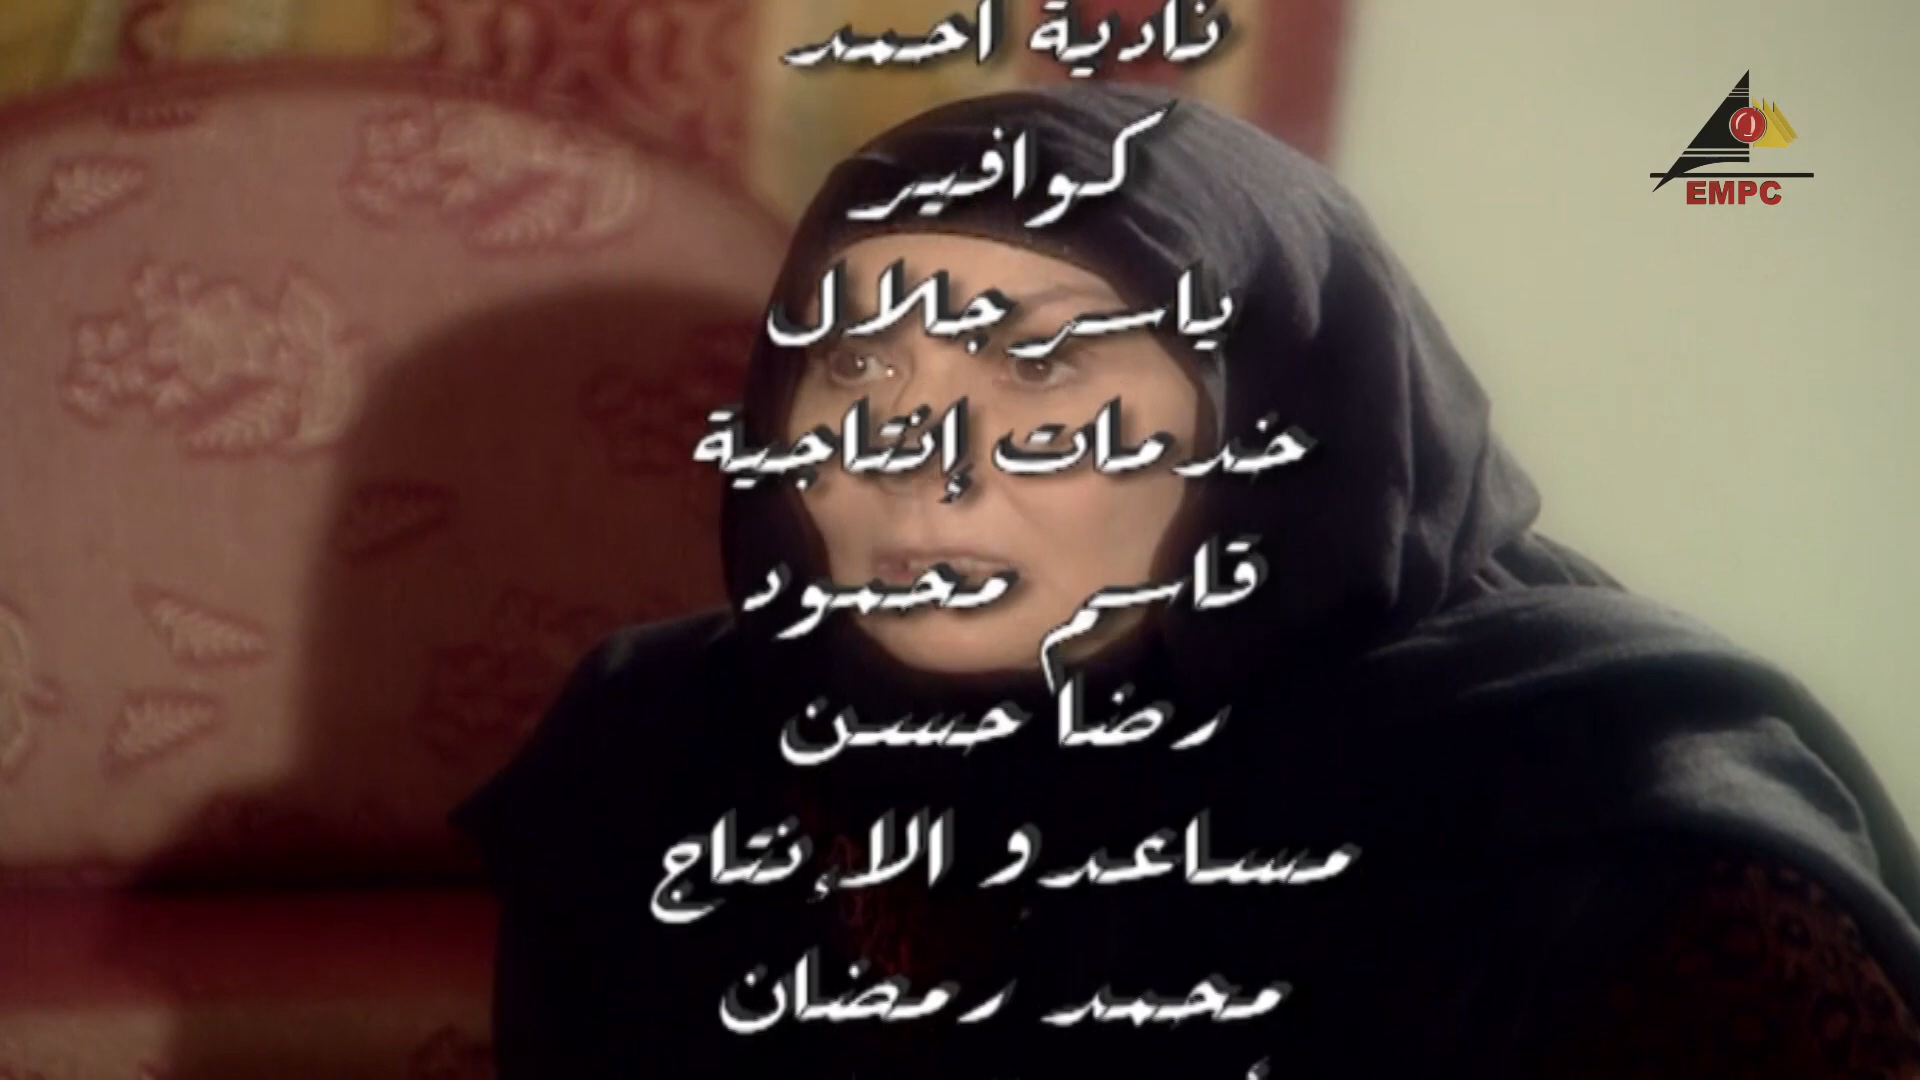 نادية احمد
كوافير
ياسر جلال
خدمات إنتاجية
قاسم محمود
رضا حسن
مساعدو الإنتاج
محمد رمضان
EMPC